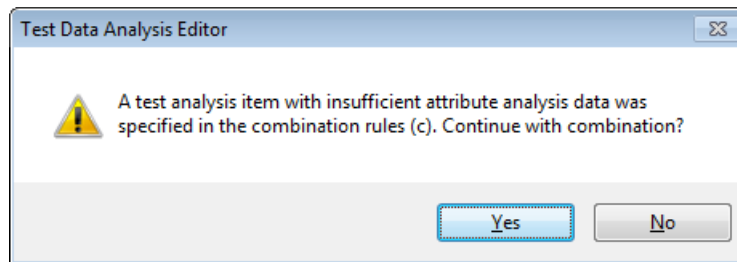 Test Data Analysis Editor
A test analysis item with insufficient attribute analysis data was
specified in the combination rules (c). Continue with combination?
Yes
No